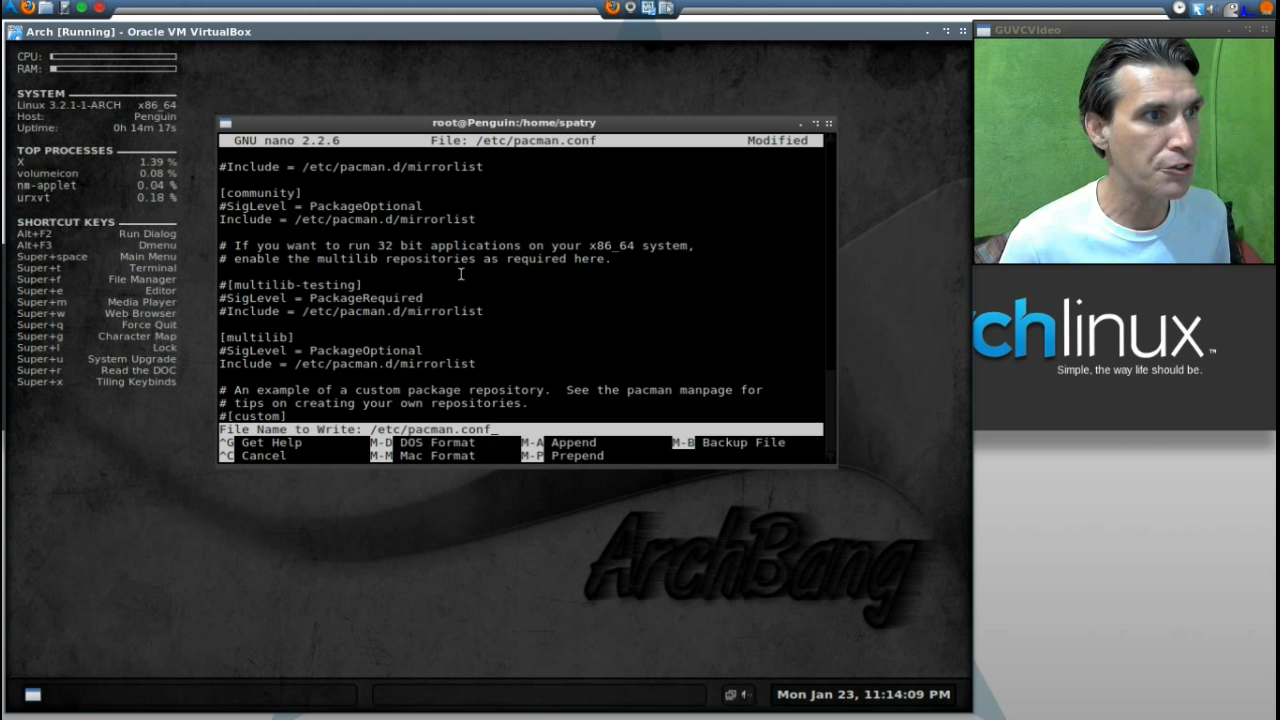 Arch [Running] - Oracle VM VirtualBox
GUVCVideo
CPU:
RAM:
SYSTEM
Linux 3.2.1-1-ARCH x86_64
Host: Penguin
Uptime: 0h 14m 17s
TOP PROCESSES
X 1.39 %
volumeicon 0.08 %
nm-applet 0.04 %
urxvt 0.18 %
SHORTCUT KEYS
Alt+F2 Run Dialog
Alt+F3 Dmenu
Super+space Main Menu
Super+t Terminal
Super+f File Manager
Super+e Editor
Super+m Media Player
Super+w Web Browser
Super+q Force Quit
Super+g Character Map
Super+l Lock
Super+u System Upgrade
Super+r Read the DOC
Super+x Tiling Keybinds
root@Penguin:/home/spatry
GNU nano 2.2.6 File: /etc/pacman.conf Modified
#Include = /etc/pacman.d/mirrorlist
[community]
#SigLevel = PackageOptional
Include = /etc/pacman.d/mirrorlist
# If you want to run 32 bit applications on your x86_64 system,
# enable the multilib repositories as required here.
#[multilib-testing]
#SigLevel = PackageRequired
#Include = /etc/pacman.d/mirrorlist
[multilib]
#SigLevel = PackageOptional
Include = /etc/pacman.d/mirrorlist
# An example of a custom package repository.  See the pacman manpage for
# tips on creating your own repositories.
#[custom]
File Name to Write: /etc/pacman.conf
^G Get Help M-D DOS Format M-A Append M-B Backup File
^C Cancel M-M Mac Format M-P Prepend
chlinux™
Simple, the way life should be.
ArchBang
Mon Jan 23, 11:14:09 PM